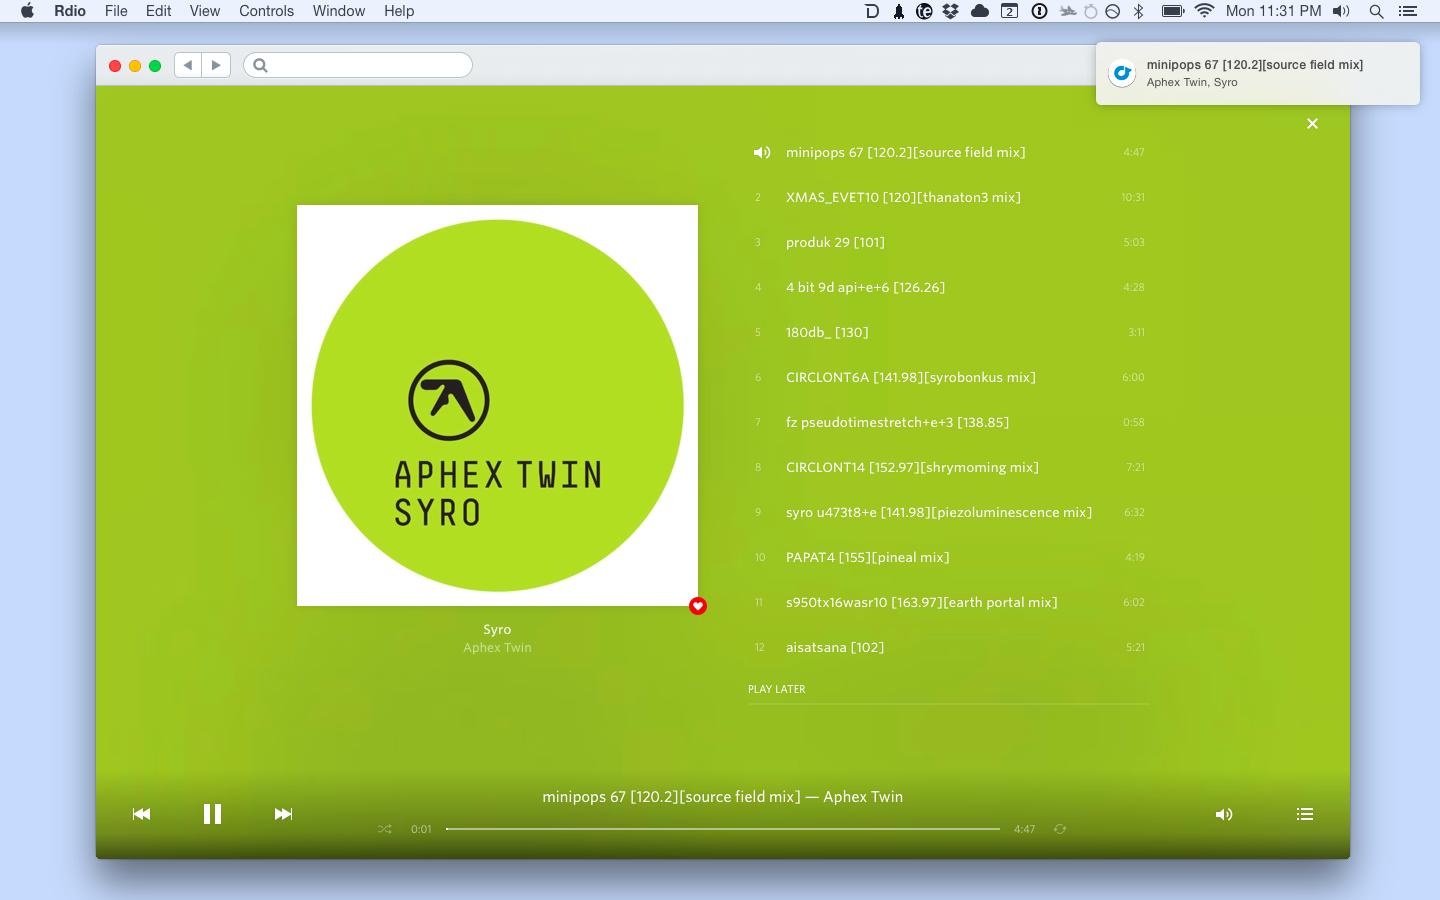 Rdio File Edit View Controls Window Help
te 2 Mon 11:31 PM
minipops 67 [120.2][source field mix]
Aphex Twin, Syro
minipops 67 [120.2][source field mix] 4:47
2 XMAS_EVET10 [120][thanaton3 mix] 10:31
3 produk 29 [101] 5:03
4 4 bit 9d api+e+6 [126.26] 4:28
5 180db_ [130] 3:11
6 CIRCLONT6A [141.98][syrobonkus mix] 6:00
7 fz pseudotimestretch+e+3 [138.85] 0:58
8 CIRCLONT14 [152.97][shrymoming mix] 7:21
9 syro u473t8+e [141.98][piezoluminescence mix] 6:32
10 PAPAT4 [155][pineal mix] 4:19
11 s950tx16wasr10 [163.97][earth portal mix] 6:02
12 aisatsana [102] 5:21
PLAY LATER
APHEX TWIN
SYRO
Syro
Aphex Twin
minipops 67 [120.2][source field mix] — Aphex Twin
0:01 4:47